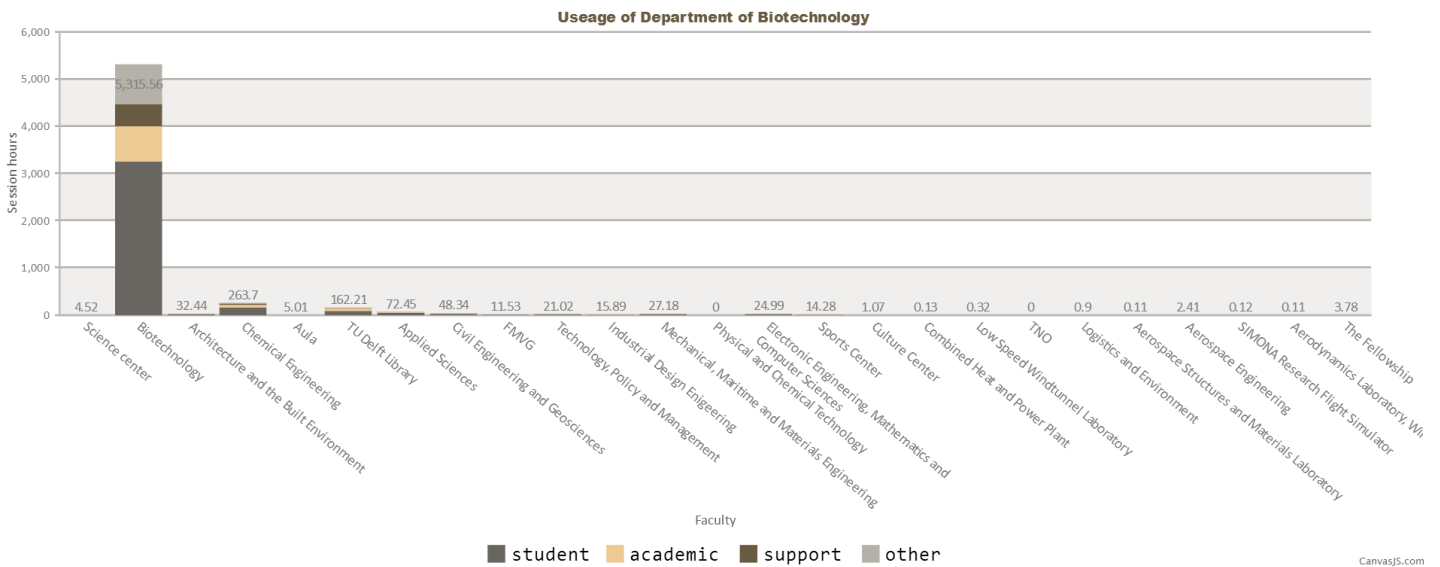 Useage of Department of Biotechnology
6,000
5,000
4,000
3,000
2,000
1,000
0
Session hours
4.52
5,315.56
32.44
263.7
5.01
162.21
72.45
48.34
11.53
21.02
15.89
27.18
0
24.99
14.28
1.07
0.13
0.32
0
0.9
0.11
2.41
0.12
0.11
3.78
Science center
Biotechnology
Architecture and the Built Environment
Chemical Engineering
Aula
TU Delft Library
Applied Sciences
Civil Engineering and Geosciences
FMVG
Technology, Policy and Management
Industrial Design Enigeering
Mechanical, Maritime and Materials Engineering
Physical and Chemical Technology
Electronic Engineering, Mathematics and
Computer Sciences
Sports Center
Culture Center
Combined Heat and Power Plant
Low Speed Windtunnel Laboratory
TNO
Logistics and Environment
Aerospace Structures and Materials Laboratory
Aerospace Engineering
SIMONA Research Flight Simulator
Aerodynamics Laboratory, Wi
The Fellowship
Faculty
student academic support other
CanvasJS.com